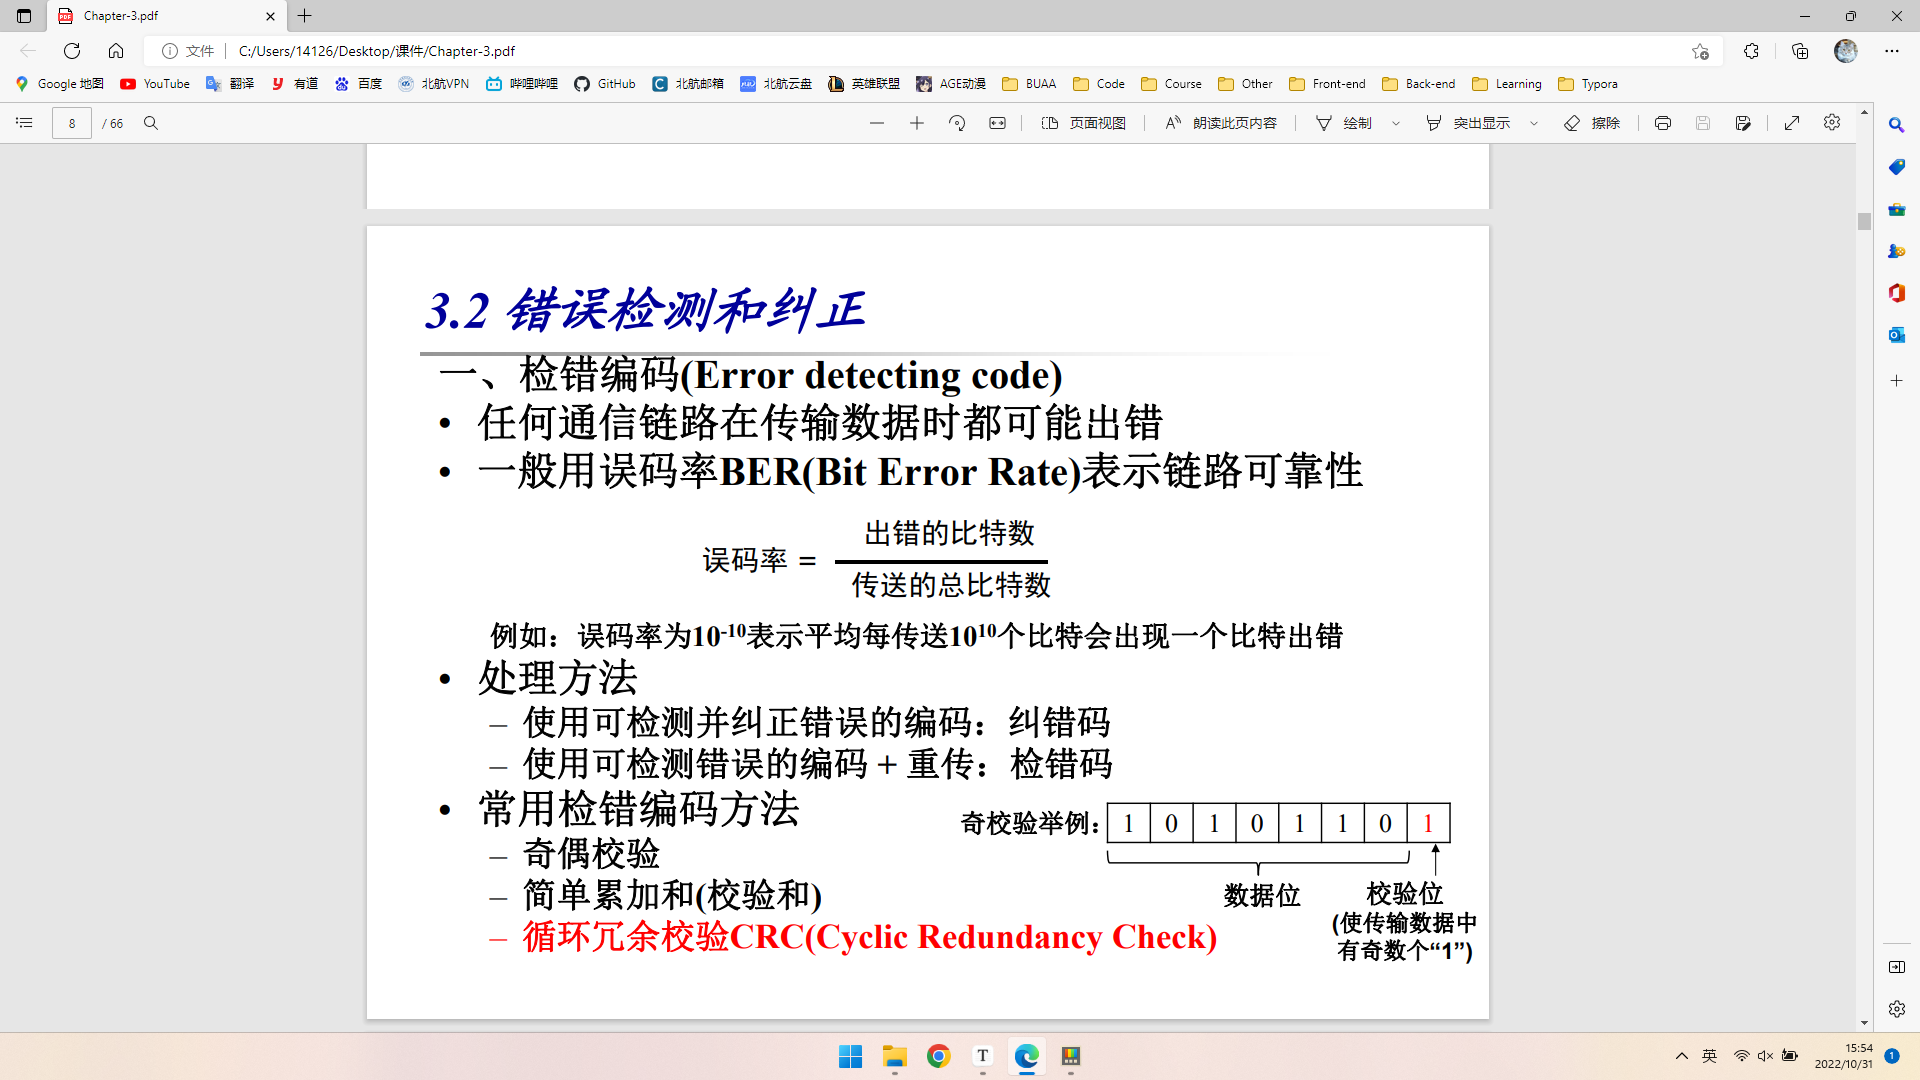 Chapter-3.pdf
文件
C:/Users/14126/Desktop/课件/Chapter-3.pdf
Google 地图 YouTube 翻译 有道 百度 北航VPN 哔哩哔哩 GitHub 北航邮箱 北航云盘 英雄联盟 AGE动漫 BUAA Code Course Other Front-end Back-end Learning Typora
8 / 66 页面视图 朗读此页内容 绘制 突出显示 擦除
3.2 错误检测和纠正
一、检错编码(Error detecting code)
• 任何通信链路在传输数据时都可能出错
• 一般用误码率BER(Bit Error Rate)表示链路可靠性
出错的比特数
误码率 =
传送的总比特数
例如：误码率为10-10表示平均每传送1010个比特会出现一个比特出错
• 处理方法
– 使用可检测并纠正错误的编码：纠错码
– 使用可检测错误的编码 + 重传：检错码
• 常用检错编码方法
– 奇偶校验
– 简单累加和(校验和)
– 循环冗余校验CRC(Cyclic Redundancy Check)
奇校验举例： 1 0 1 0 1 1 0 1
数据位
校验位
(使传输数据中
有奇数个“1”)
英
15:54
2022/10/31
1